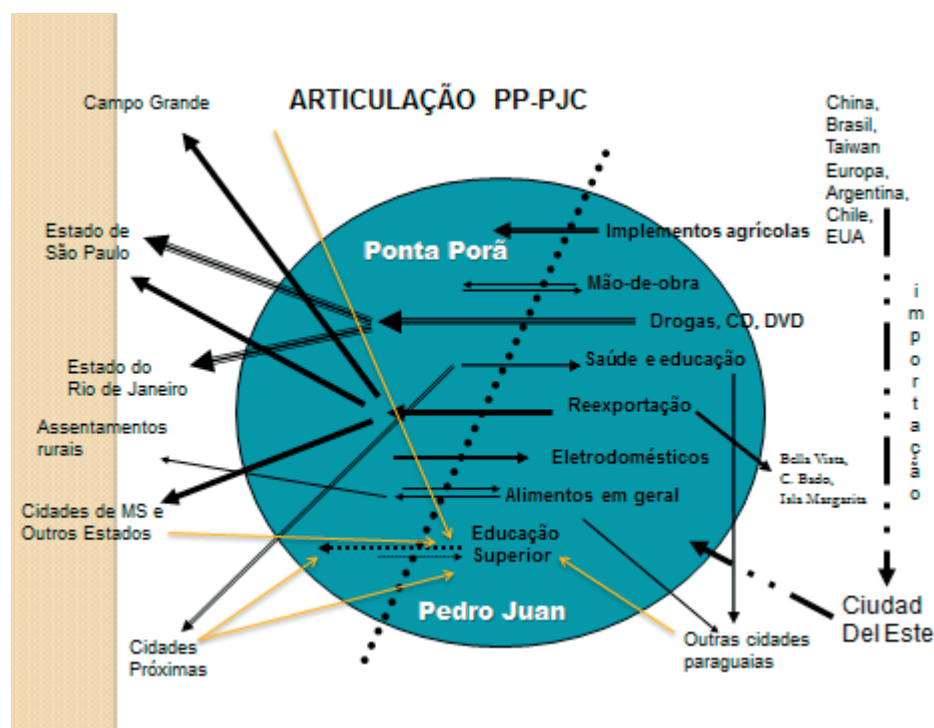 ARTICULAÇÃO PP-PJC
Campo Grande
China,
Brasil,
Taiwan
Europa,
Argentina,
Chile,
EUA
Estado de
São Paulo
Ponta Porã
Implementos agrícolas
Mão-de-obra
importação
Drogas, CD, DVD
Estado do
Rio de Janeiro
Saúde e educação
Reexportação
Assentamentos
rurais
Eletrodomésticos
Bella Vista,
C. Bado,
Isla Margarita
Alimentos em geral
Cidades de MS e
Outros Estados
Educação
Superior
Pedro Juan
Ciudad
Del Este
Cidades
Próximas
Outras cidades
paraguaias